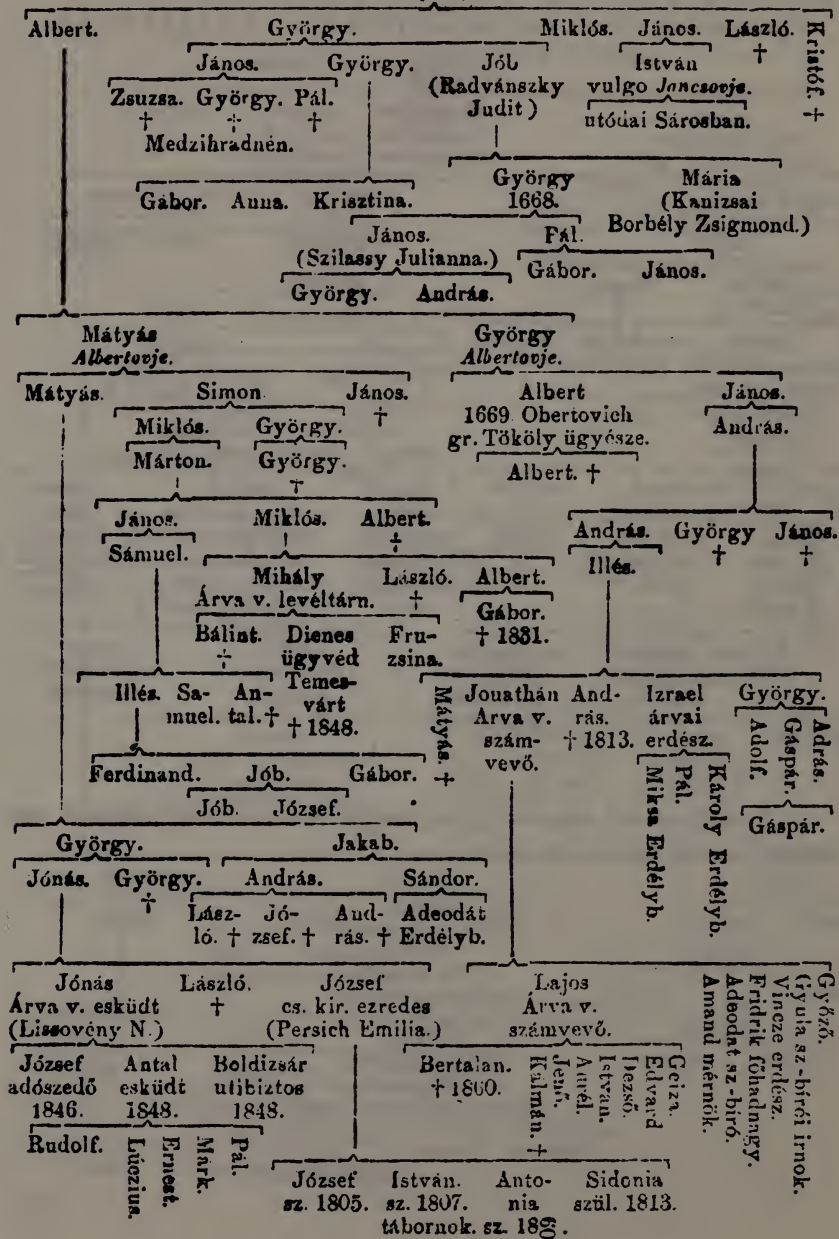 Albert. György. Miklós. János. László. Kristóf. †
János. György. Jób István †
(Radvánszky vulgo Jancsovje.
Zsuzsa. György. Pál. Judit) utódai Sárosban.
† † †
Medzihradnén.
György Mária
Gábor. Anna. Krisztina. 1668. (Kanizsai
János. Pál. Borbély Zsigmond.)
(Szilassy Julianna.) Gábor. János.
György. András.
Mátyás György
Albertovje. Albertovje.
Mátyás. Simon János. Albert János.
† 1669 Obertovich
Miklós. György. gr. Tököly ügyésze. András.
Márton. György. Albert. †
†
János. Miklós. Albert. András. György János.
† † †
Sámuel. Illés.
Mihály László. Albert.
Árva v. levéltárn. † Gábor.
Bálint. Dienes Fru- † 1831.
† ügyvéd zsina.
Illés. Sa- An- Temes- Mátyás. † Jonathán And- Izrael György.
muel. tal. † várt Arva v. rás. árvai Adolf. Gáspár. Adrás.
† 1848. szám- † 1813. erdész.
vevő.
Ferdinand. Jób. Gábor. Miksa Erdélyb. Pál. Károly Erdélyb. Gáspár.
Jób. József.
György. Jakab.
Jónás. György. András. Sándor.
† Lász- Jó- And- Adeodát
ló. † zsef. † rás. † Erdélyb.
Jónás László. József Lajos Amand mérnök. Adeodat sz.-biró. Fridrik főhadnagy. Vincze erdész. Gyula sz.-birói irnok. Győző.
Árva v. esküdt † cs. kir. ezredes Árva v.
(Lissovény N.) (Persich Emilia.) számvevő.
József Antal Boldizsár Bertalan. Kálmán. † Jenő. Aurél. István. Dezső. Edvard Geiza.
adószedő esküdt utibiztos † 1860.
1846. 1848. 1848.
Rudolf. Lúczius. Ernest. Mark. Pál.
József István. Anto- Sidonia
sz. 1805. sz. 1807. nia szül. 1813.
tábornok. sz.